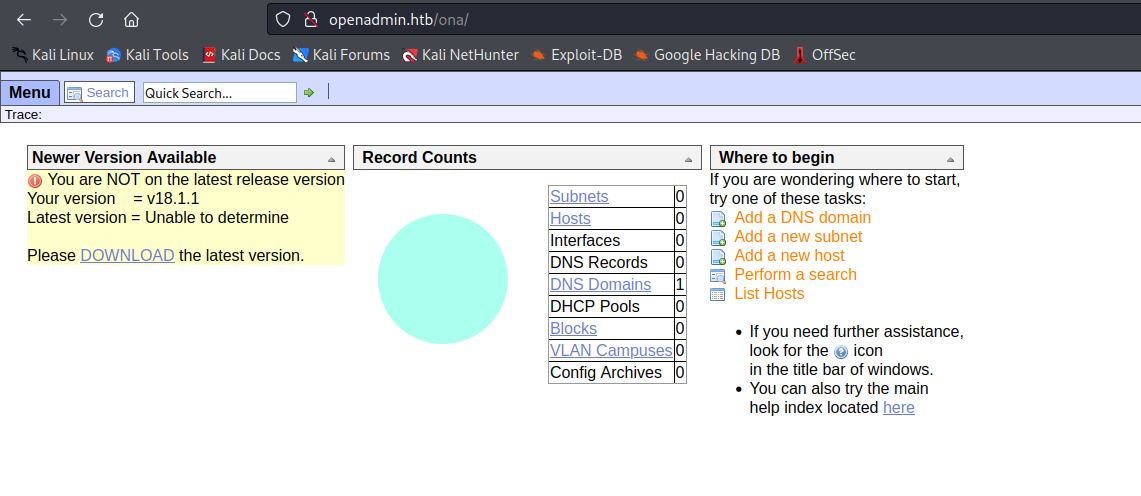 openadmin.htb/ona/
Kali Linux Kali Tools Kali Docs Kali Forums Kali NetHunter Exploit-DB Google Hacking DB OffSec
Menu Search Quick Search...
Trace:
Newer Version Available
You are NOT on the latest release version
Your version = v18.1.1
Latest version = Unable to determine
Please DOWNLOAD the latest version.
Record Counts
Subnets 0
Hosts 0
Interfaces 0
DNS Records 0
DNS Domains 1
DHCP Pools 0
Blocks 0
VLAN Campuses 0
Config Archives 0
Where to begin
If you are wondering where to start,
try one of these tasks:
Add a DNS domain
Add a new subnet
Add a new host
Perform a search
List Hosts
• If you need further assistance,
look for the icon
in the title bar of windows.
• You can also try the main
help index located here